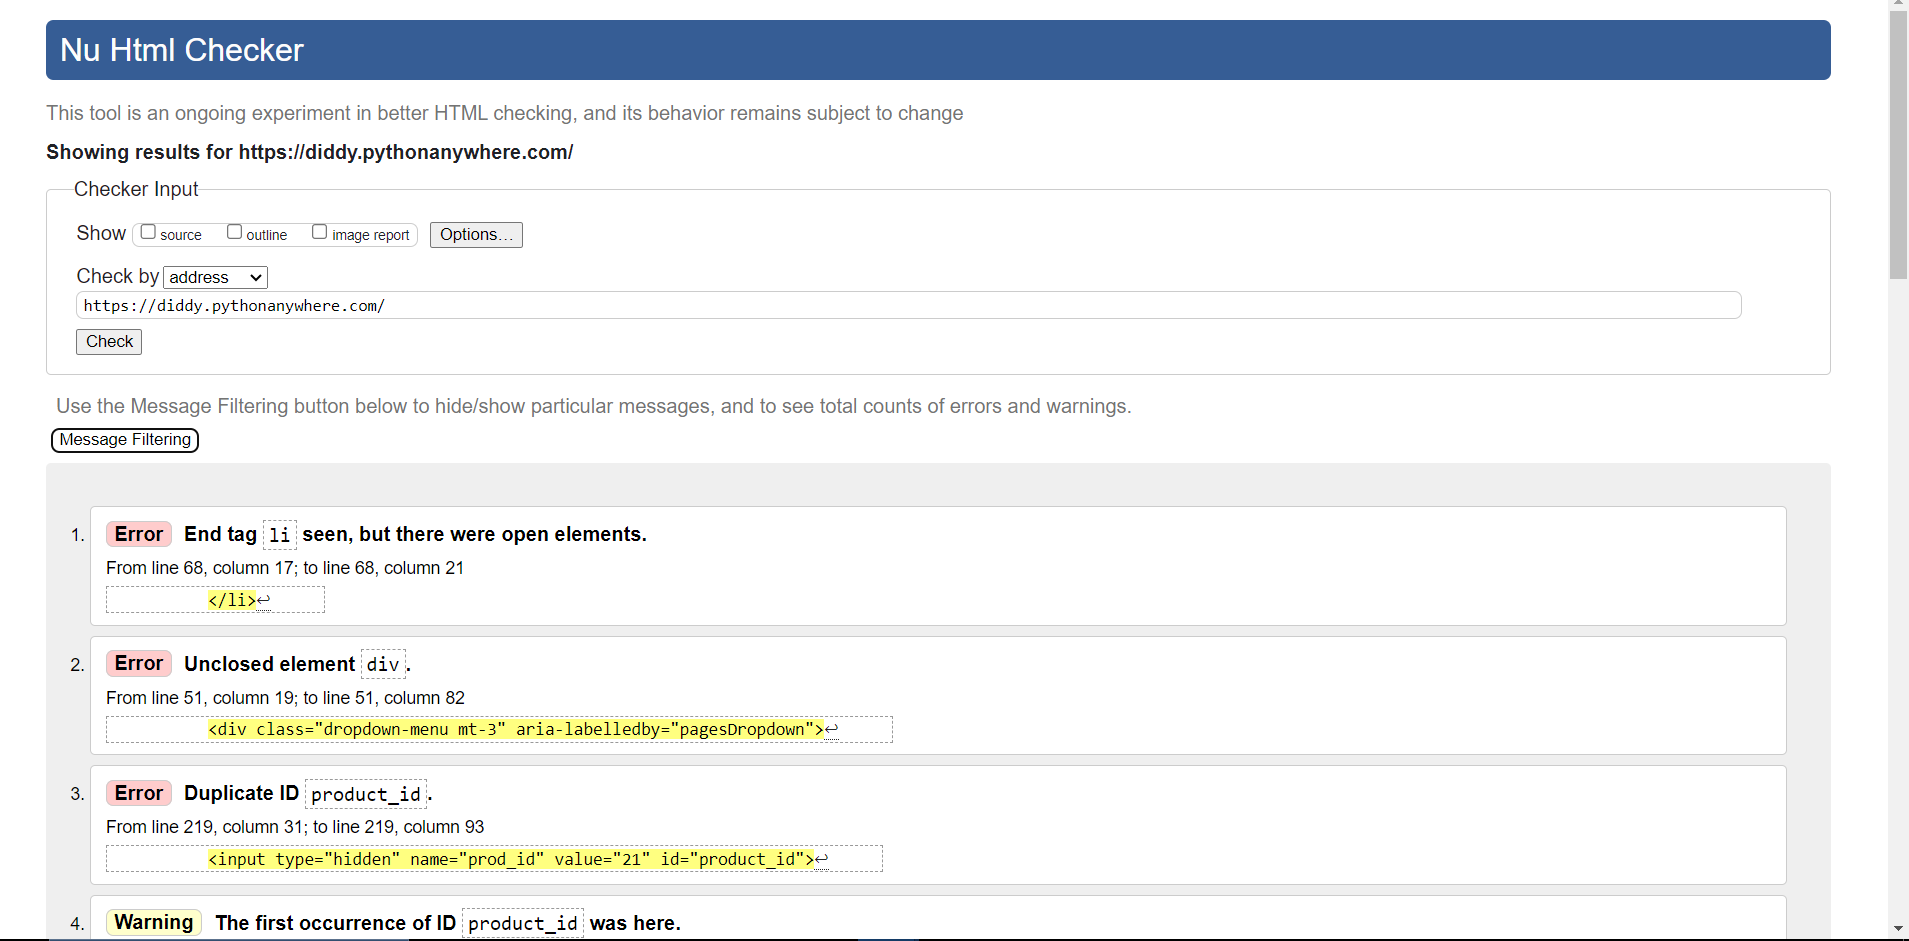 Nu Html Checker
This tool is an ongoing experiment in better HTML checking, and its behavior remains subject to change
Showing results for https://diddy.pythonanywhere.com/
Checker Input
Show source outline image report Options...
Check by address
https://diddy.pythonanywhere.com/
Check
Use the Message Filtering button below to hide/show particular messages, and to see total counts of errors and warnings.
Message Filtering
1. Error End tag li seen, but there were open elements.
From line 68, column 17; to line 68, column 21
</li>↩
2. Error Unclosed element div.
From line 51, column 19; to line 51, column 82
<div class="dropdown-menu mt-3" aria-labelledby="pagesDropdown">↩
3. Error Duplicate ID product_id.
From line 219, column 31; to line 219, column 93
<input type="hidden" name="prod_id" value="21" id="product_id">↩
4. Warning The first occurrence of ID product_id was here.